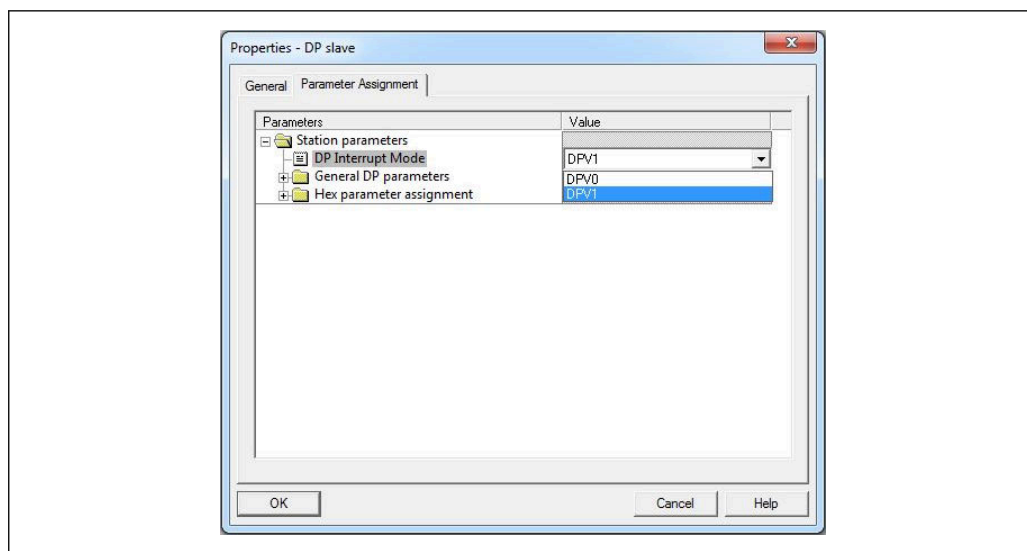 Properties - DP slave
General Parameter Assignment
Parameters Value
Station parameters
DP Interrupt Mode DPV1
General DP parameters DPV0
Hex parameter assignment DPV1
OK Cancel Help